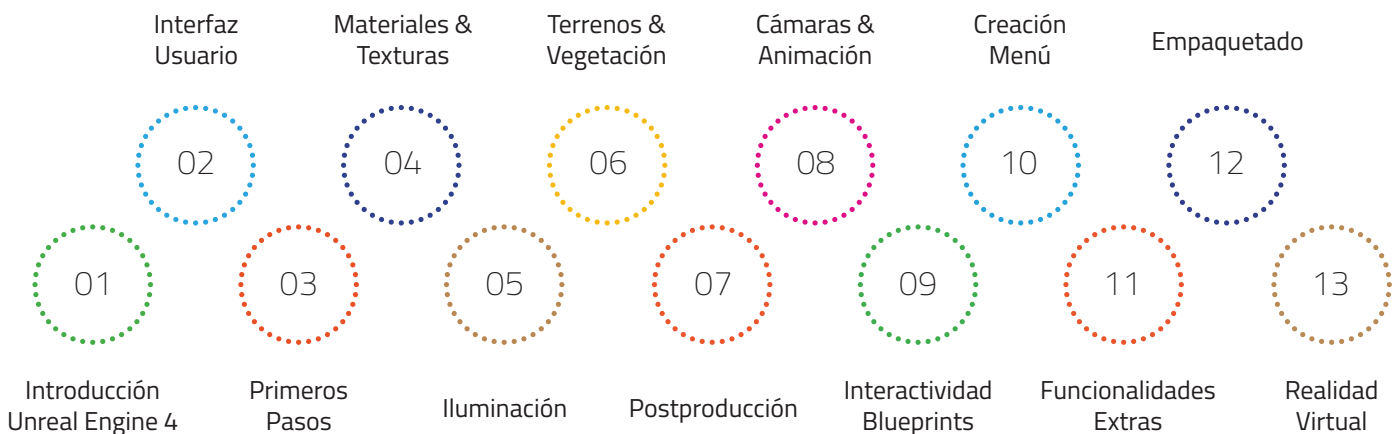 Interfaz
Usuario
Materiales &
Texturas
Terrenos &
Vegetación
Cámaras &
Animación
Creación
Menú
Empaquetado
02
04
06
08
10
12
01
03
05
07
09
11
13
Introducción
Unreal Engine 4
Primeros
Pasos
Iluminación
Postproducción
Interactividad
Blueprints
Funcionalidades
Extras
Realidad
Virtual